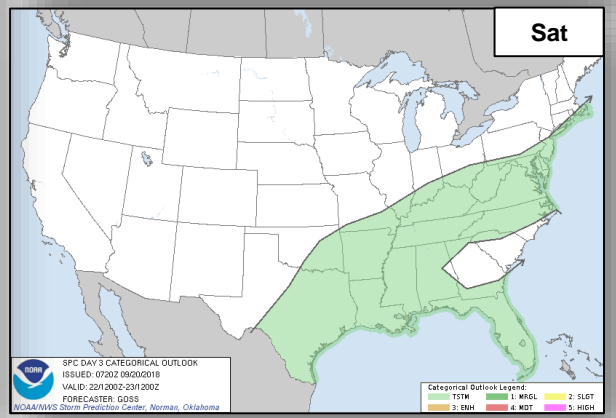 Sat
SPC DAY 3 CATEGORICAL OUTLOOK
ISSUED: 0720Z 09/20/2018
VALID: 22/1200Z-23/1200Z
FORECASTER: GOSS
NOAA/NWS Storm Prediction Center, Norman, Oklahoma
NOAA
Categorical Outlook Legend:
TSTM 1: MRGL 2: SLGT
3: ENH 4: MDT 5: HIGH